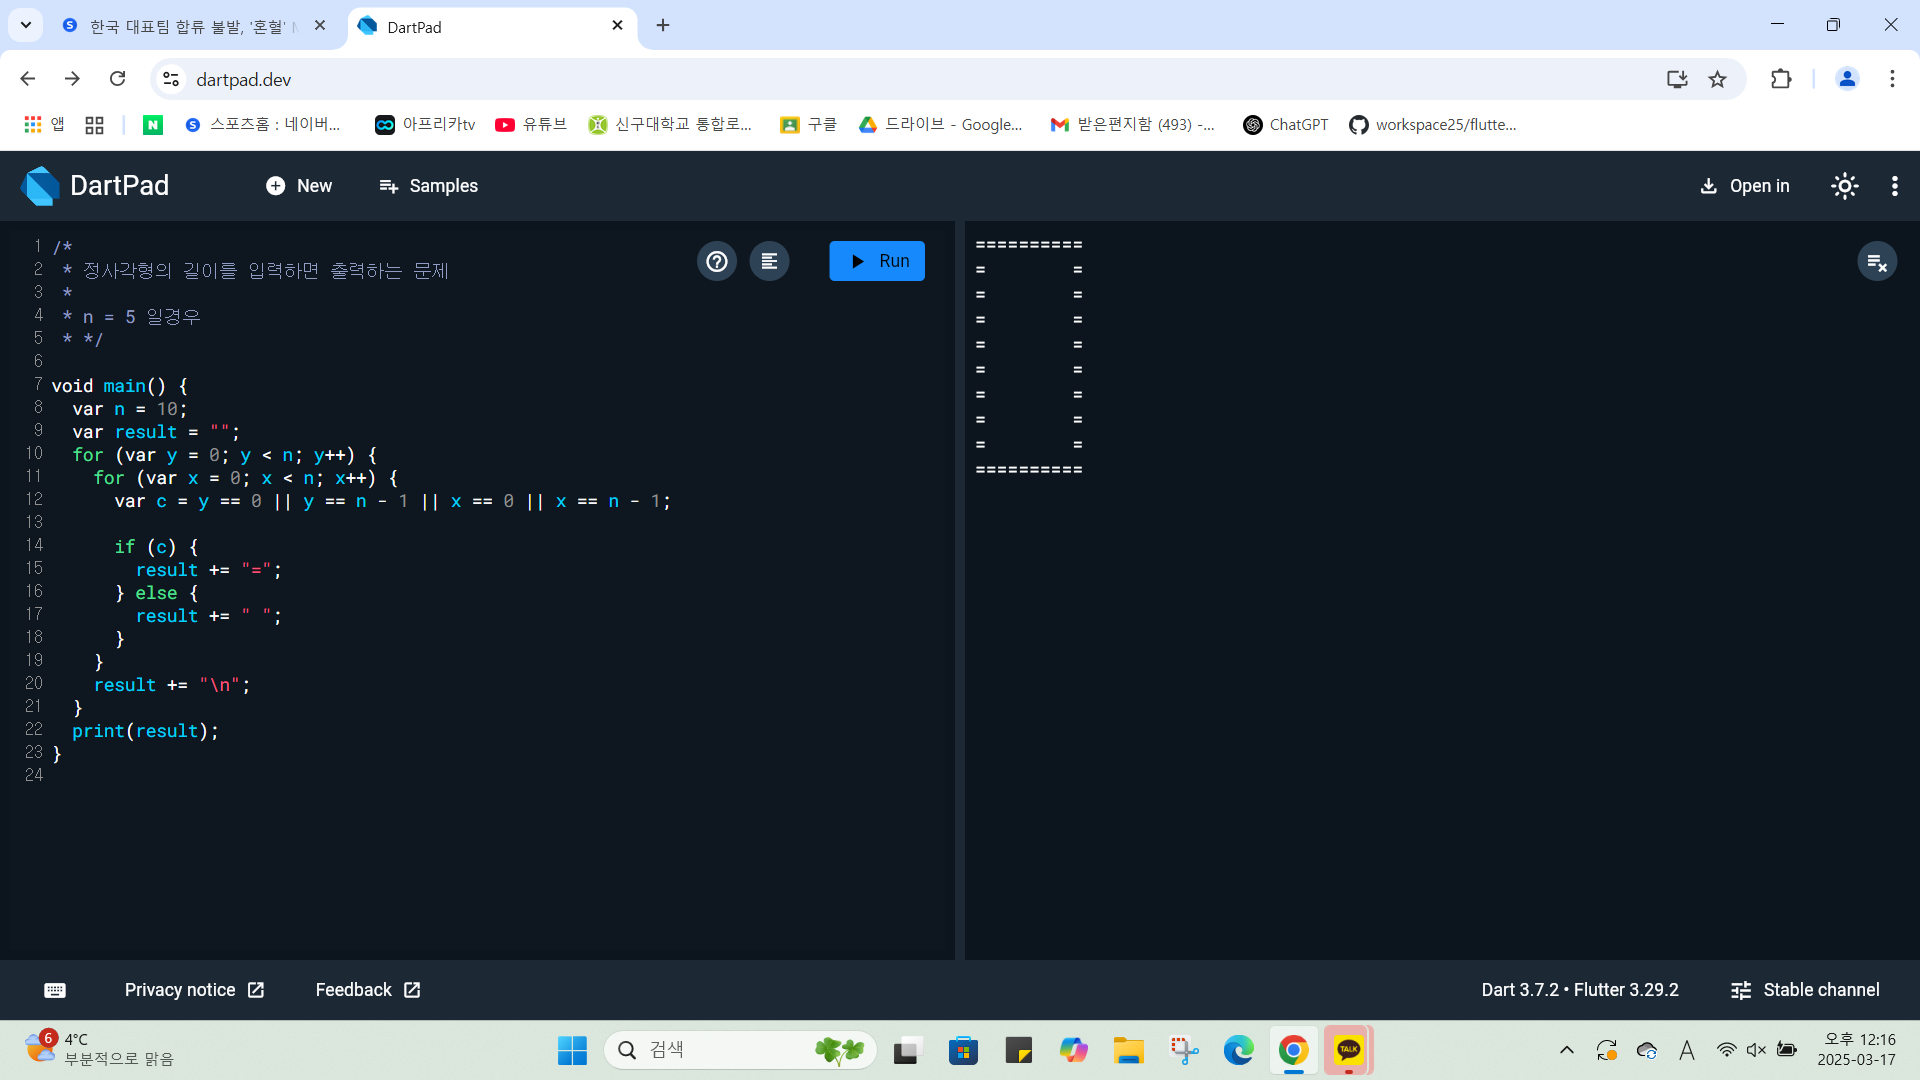 한국 대표팀 합류 불발, '혼혈'
DartPad
dartpad.dev
앱
N
스포츠홈 : 네이버...
아프리카tv
유튜브
신구대학교 통합로...
구클
드라이브 - Google...
받은편지함 (493) -...
ChatGPT
workspace25/flutte...
DartPad
New
Samples
Open in
Run
1 /*
2  * 정사각형의 길이를 입력하면 출력하는 문제
3  *
4  * n = 5 일경우
5  * */
6
7 void main() {
8   var n = 10;
9   var result = "";
10   for (var y = 0; y < n; y++) {
11     for (var x = 0; x < n; x++) {
12       var c = y == 0 || y == n - 1 || x == 0 || x == n - 1;
13
14       if (c) {
15         result += "=";
16       } else {
17         result += " ";
18       }
19     }
20     result += "\n";
21   }
22   print(result);
23 }
24
==========
=        =
=        =
=        =
=        =
=        =
=        =
=        =
=        =
==========
Privacy notice
Feedback
Dart 3.7.2 • Flutter 3.29.2
Stable channel
6
4°C
부분적으로 맑음
검색
TALK
A
오후 12:16
2025-03-17